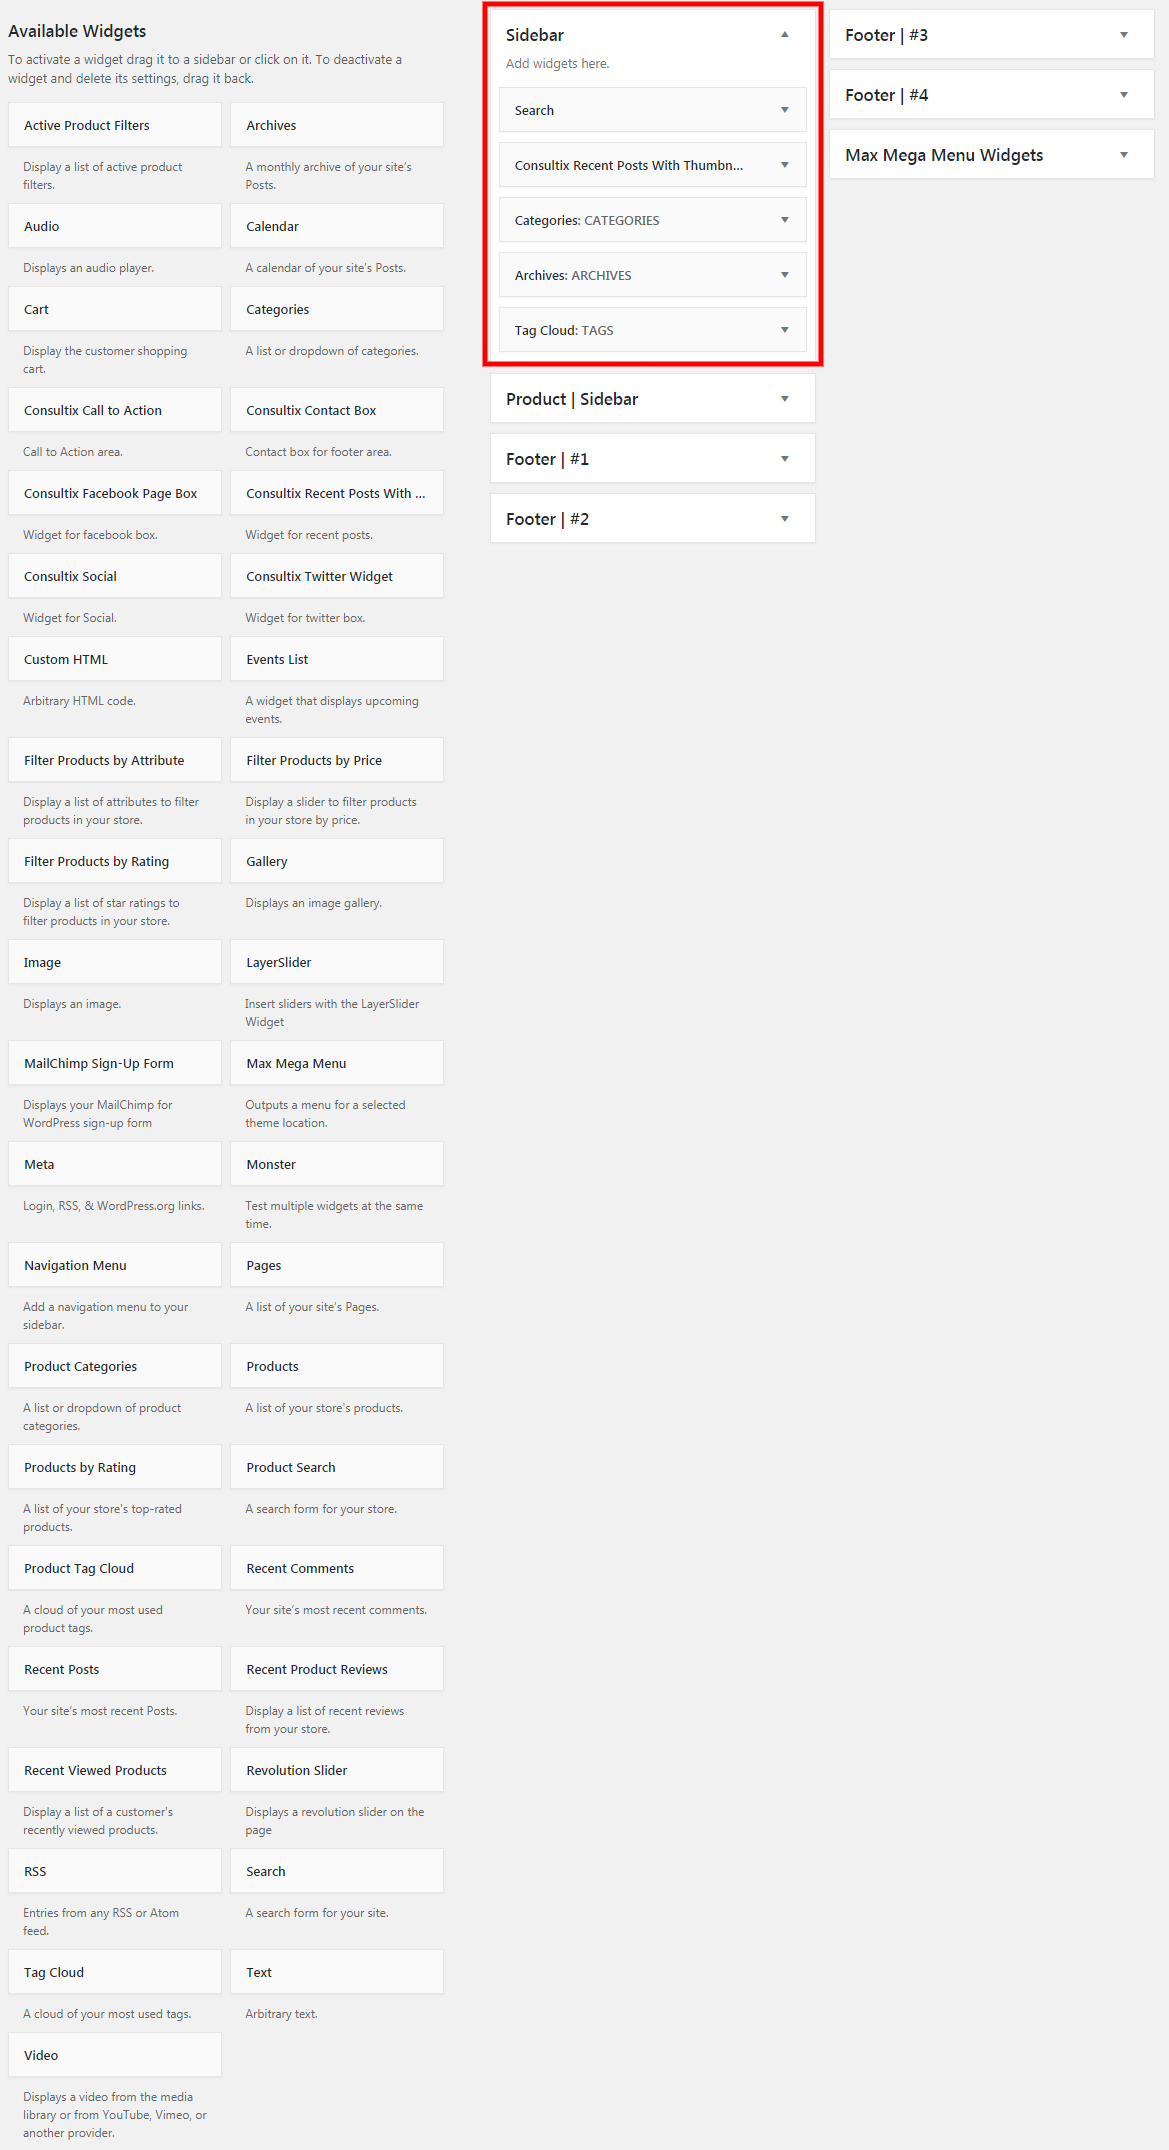 Available Widgets
To activate a widget drag it to a sidebar or click on it. To deactivate a
widget and delete its settings, drag it back.
Active Product Filters
Display a list of active product
filters.
Archives
A monthly archive of your site’s
Posts.
Audio
Displays an audio player.
Calendar
A calendar of your site’s Posts.
Cart
Display the customer shopping
cart.
Categories
A list or dropdown of categories.
Consultix Call to Action
Call to Action area.
Consultix Contact Box
Contact box for footer area.
Consultix Facebook Page Box
Widget for facebook box.
Consultix Recent Posts With ...
Widget for recent posts.
Consultix Social
Widget for Social.
Consultix Twitter Widget
Widget for twitter box.
Custom HTML
Arbitrary HTML code.
Events List
A widget that displays upcoming
events.
Filter Products by Attribute
Display a list of attributes to filter
products in your store.
Filter Products by Price
Display a slider to filter products
in your store by price.
Filter Products by Rating
Display a list of star ratings to
filter products in your store.
Gallery
Displays an image gallery.
Image
Displays an image.
LayerSlider
Insert sliders with the LayerSlider
Widget
MailChimp Sign-Up Form
Displays your MailChimp for
WordPress sign-up form
Max Mega Menu
Outputs a menu for a selected
theme location.
Meta
Login, RSS, & WordPress.org links.
Monster
Test multiple widgets at the same
time.
Navigation Menu
Add a navigation menu to your
sidebar.
Pages
A list of your site’s Pages.
Product Categories
A list or dropdown of product
categories.
Products
A list of your store's products.
Products by Rating
A list of your store's top-rated
products.
Product Search
A search form for your store.
Product Tag Cloud
A cloud of your most used
product tags.
Recent Comments
Your site’s most recent comments.
Recent Posts
Your site’s most recent Posts.
Recent Product Reviews
Display a list of recent reviews
from your store.
Recent Viewed Products
Display a list of a customer's
recently viewed products.
Revolution Slider
Displays a revolution slider on the
page
RSS
Entries from any RSS or Atom
feed.
Search
A search form for your site.
Tag Cloud
A cloud of your most used tags.
Text
Arbitrary text.
Video
Displays a video from the media
library or from YouTube, Vimeo, or
another provider.
Sidebar
Add widgets here.
Search
Consultix Recent Posts With Thumbn...
Categories: CATEGORIES
Archives: ARCHIVES
Tag Cloud: TAGS
Product | Sidebar
Footer | #1
Footer | #2
Footer | #3
Footer | #4
Max Mega Menu Widgets